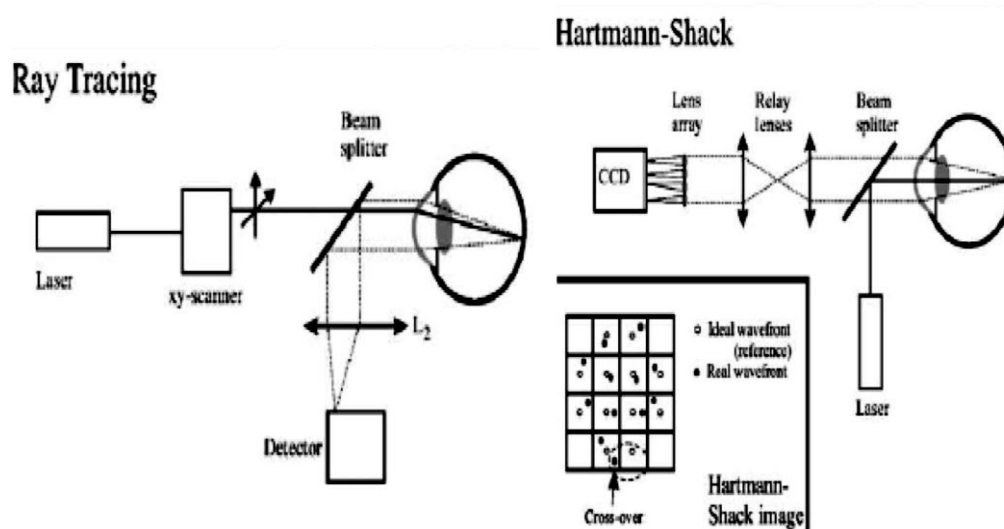 Ray Tracing
Beam
splitter
Laser
xy-scanner
L2
Detector
Hartmann-Shack
Lens
array
Relay
lenses
Beam
splitter
CCD
Laser
Ideal wavefront
(reference)
Real wavefront
Cross-over
Hartmann-
Shack image